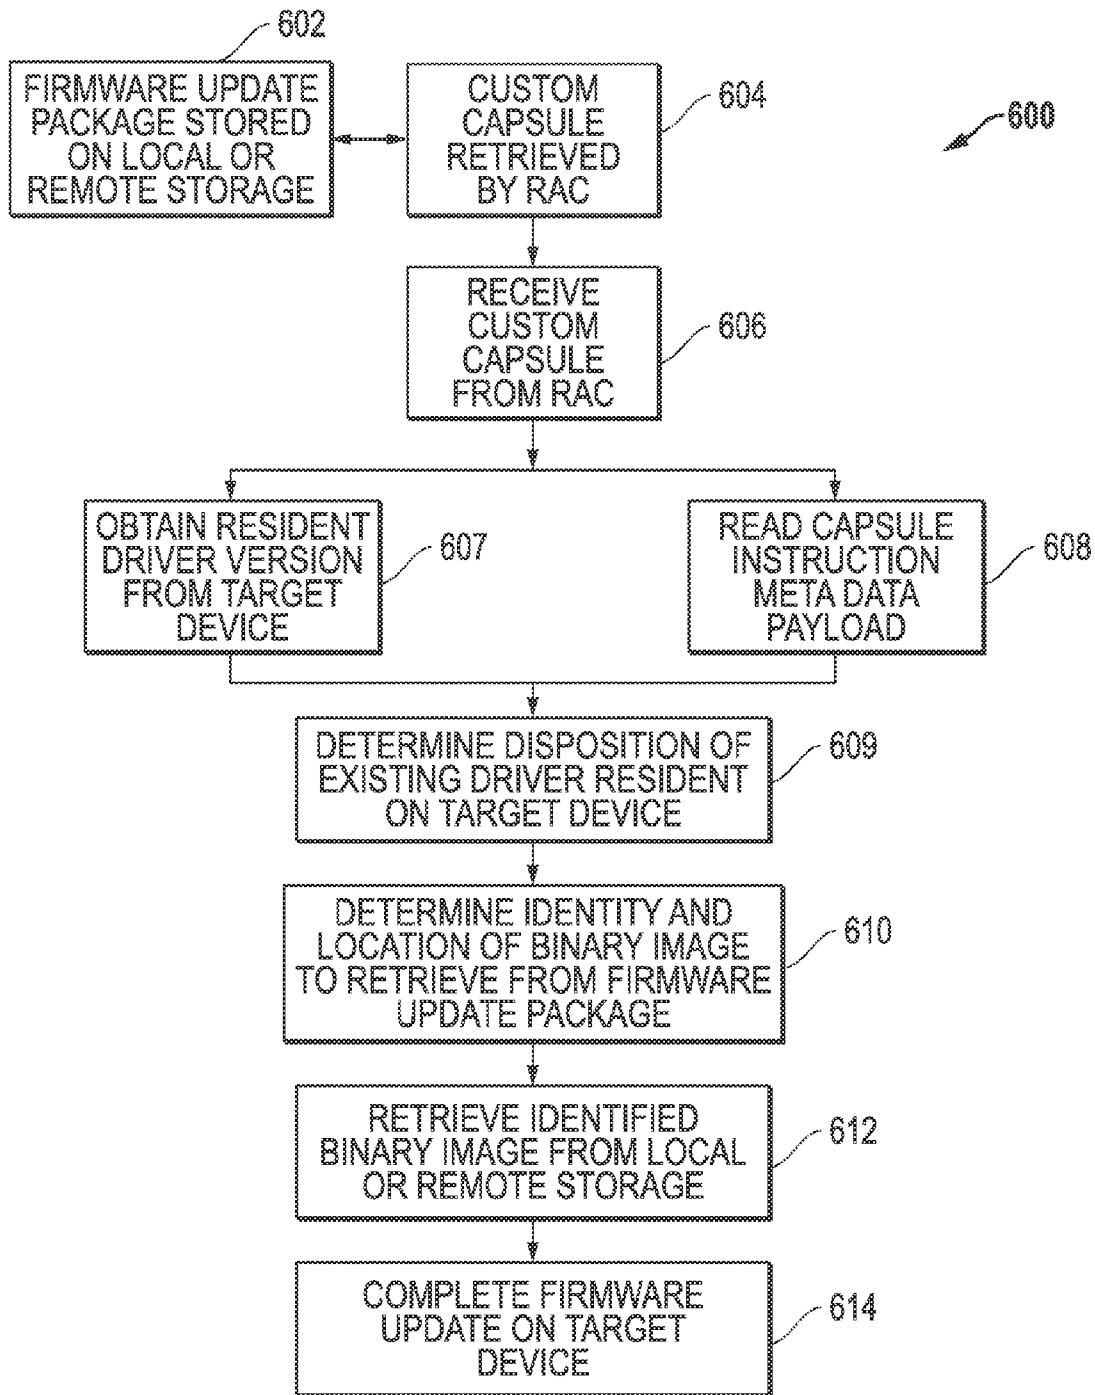 602
FIRMWARE UPDATE
PACKAGE STORED
ON LOCAL OR
REMOTE STORAGE
CUSTOM
CAPSULE
RETRIEVED
BY RAC
604
600
RECEIVE
CUSTOM
CAPSULE
FROM RAC
606
OBTAIN RESIDENT
DRIVER VERSION
FROM TARGET
DEVICE
607
READ CAPSULE
INSTRUCTION
META DATA
PAYLOAD
608
DETERMINE DISPOSITION OF
EXISTING DRIVER RESIDENT
ON TARGET DEVICE
609
DETERMINE IDENTITY AND
LOCATION OF BINARY IMAGE
TO RETRIEVE FROM FIRMWARE
UPDATE PACKAGE
610
RETRIEVE IDENTIFIED
BINARY IMAGE FROM LOCAL
OR REMOTE STORAGE
612
COMPLETE FIRMWARE
UPDATE ON TARGET
DEVICE
614